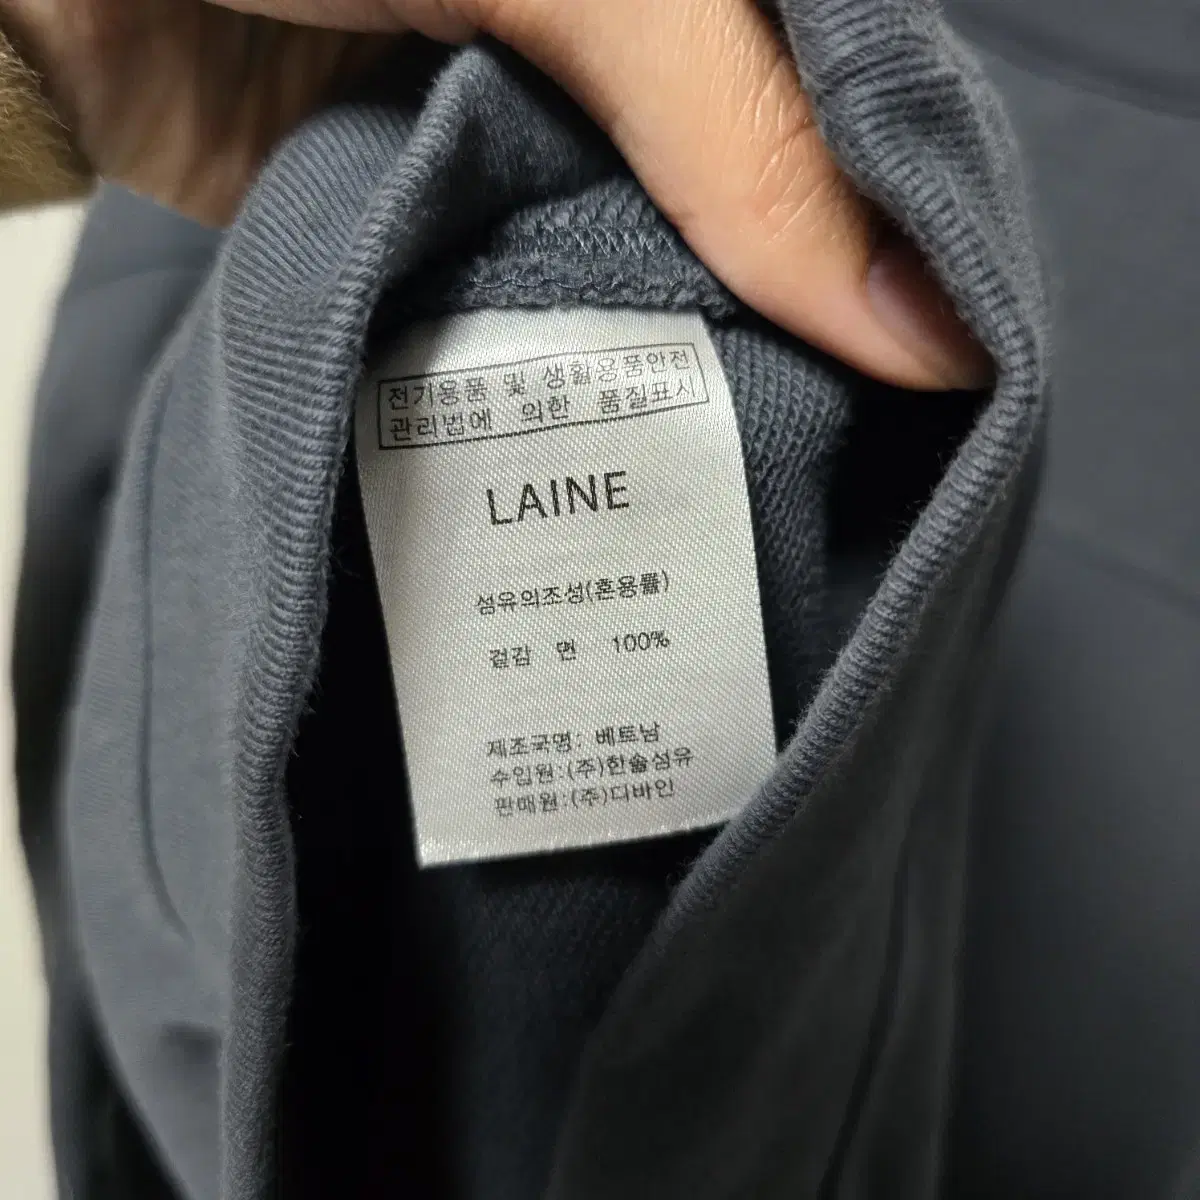 전기용품 및 생활용품안전
관리법에 의한 품질표시
LAINE
섬유의조성(혼용률)
겉감 면 100%
제조국명: 베트남
수입원:(주)한솔섬유
판매원:(주)디바인